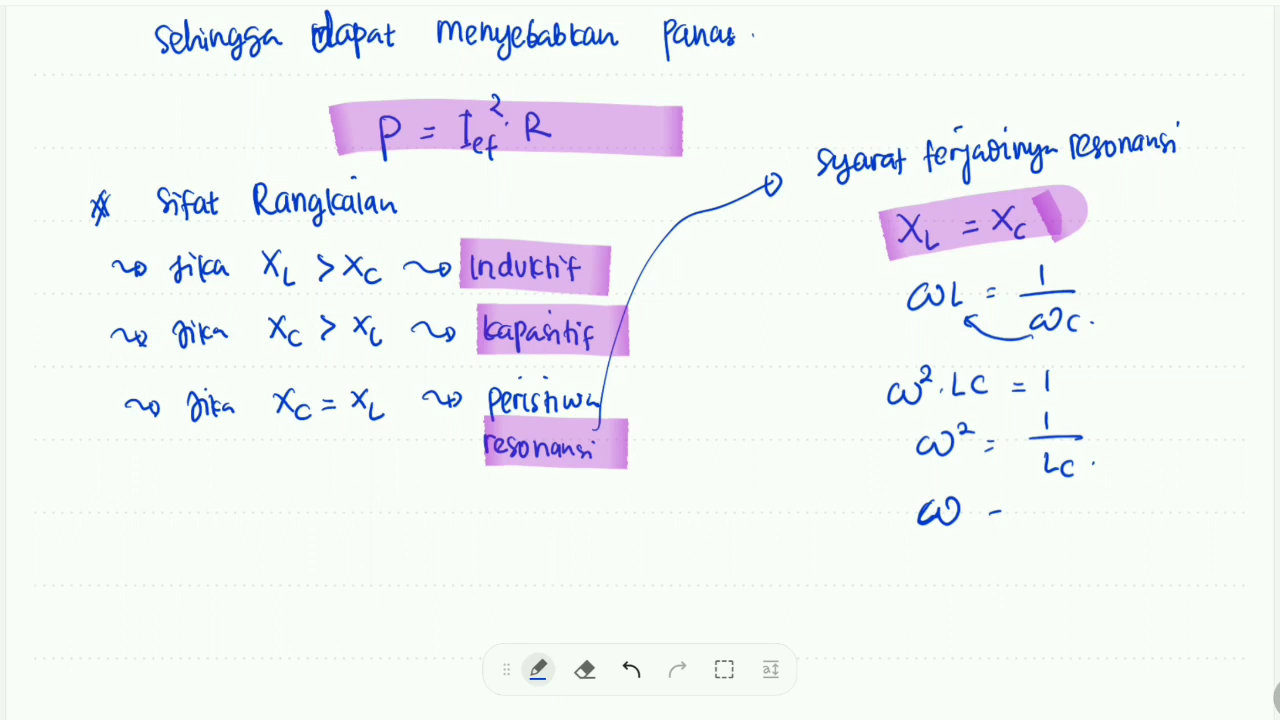 sehingga dapat menyebabkan panas.
P = I_ef². R
* Sifat Rangkaian
~> jika X_L > X_C ~> Induktif
~> jika X_C > X_L ~> kapasitif
~> jika X_C = X_L ~> peristiwa
resonansi
syarat terjadinya resonansi
X_L = X_C
ωL = 1/ωC.
ω². LC = 1
ω² = 1/LC.
ω -